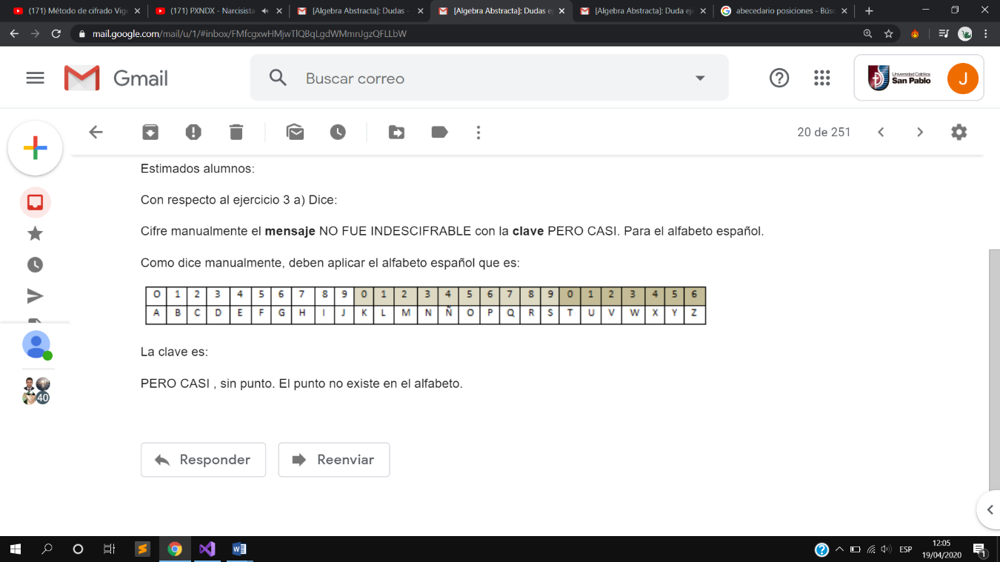 (171) Método de cifrado Vige
(171) PXNDX - Narcisista
[Algebra Abstracta]: Dudas -
[Algebra Abstracta]: Dudas ej
[Algebra Abstracta]: Duda eje
abecedario posiciones - Bús
mail.google.com/mail/u/1/#inbox/FMfcgxwHMjwTlQBqLgdWMmnJgzQFLLbW
Gmail
Buscar correo
Universidad Católica
San Pablo
J
20 de 251
Estimados alumnos:
Con respecto al ejercicio 3 a) Dice:
Cifre manualmente el mensaje NO FUE INDESCIFRABLE con la clave PERO CASI. Para el alfabeto español.
Como dice manualmente, deben aplicar el alfabeto español que es:
O 1 2 3 4 5 6 7 8 9 0 1 2 3 4 5 6 7 8 9 0 1 2 3 4 5 6
A B C D E F G H I J K L M N Ñ O P Q R S T U V W X Y Z
La clave es:
PERO CASI , sin punto. El punto no existe en el alfabeto.
40
Responder
Reenviar
ESP
12:05
19/04/2020
1